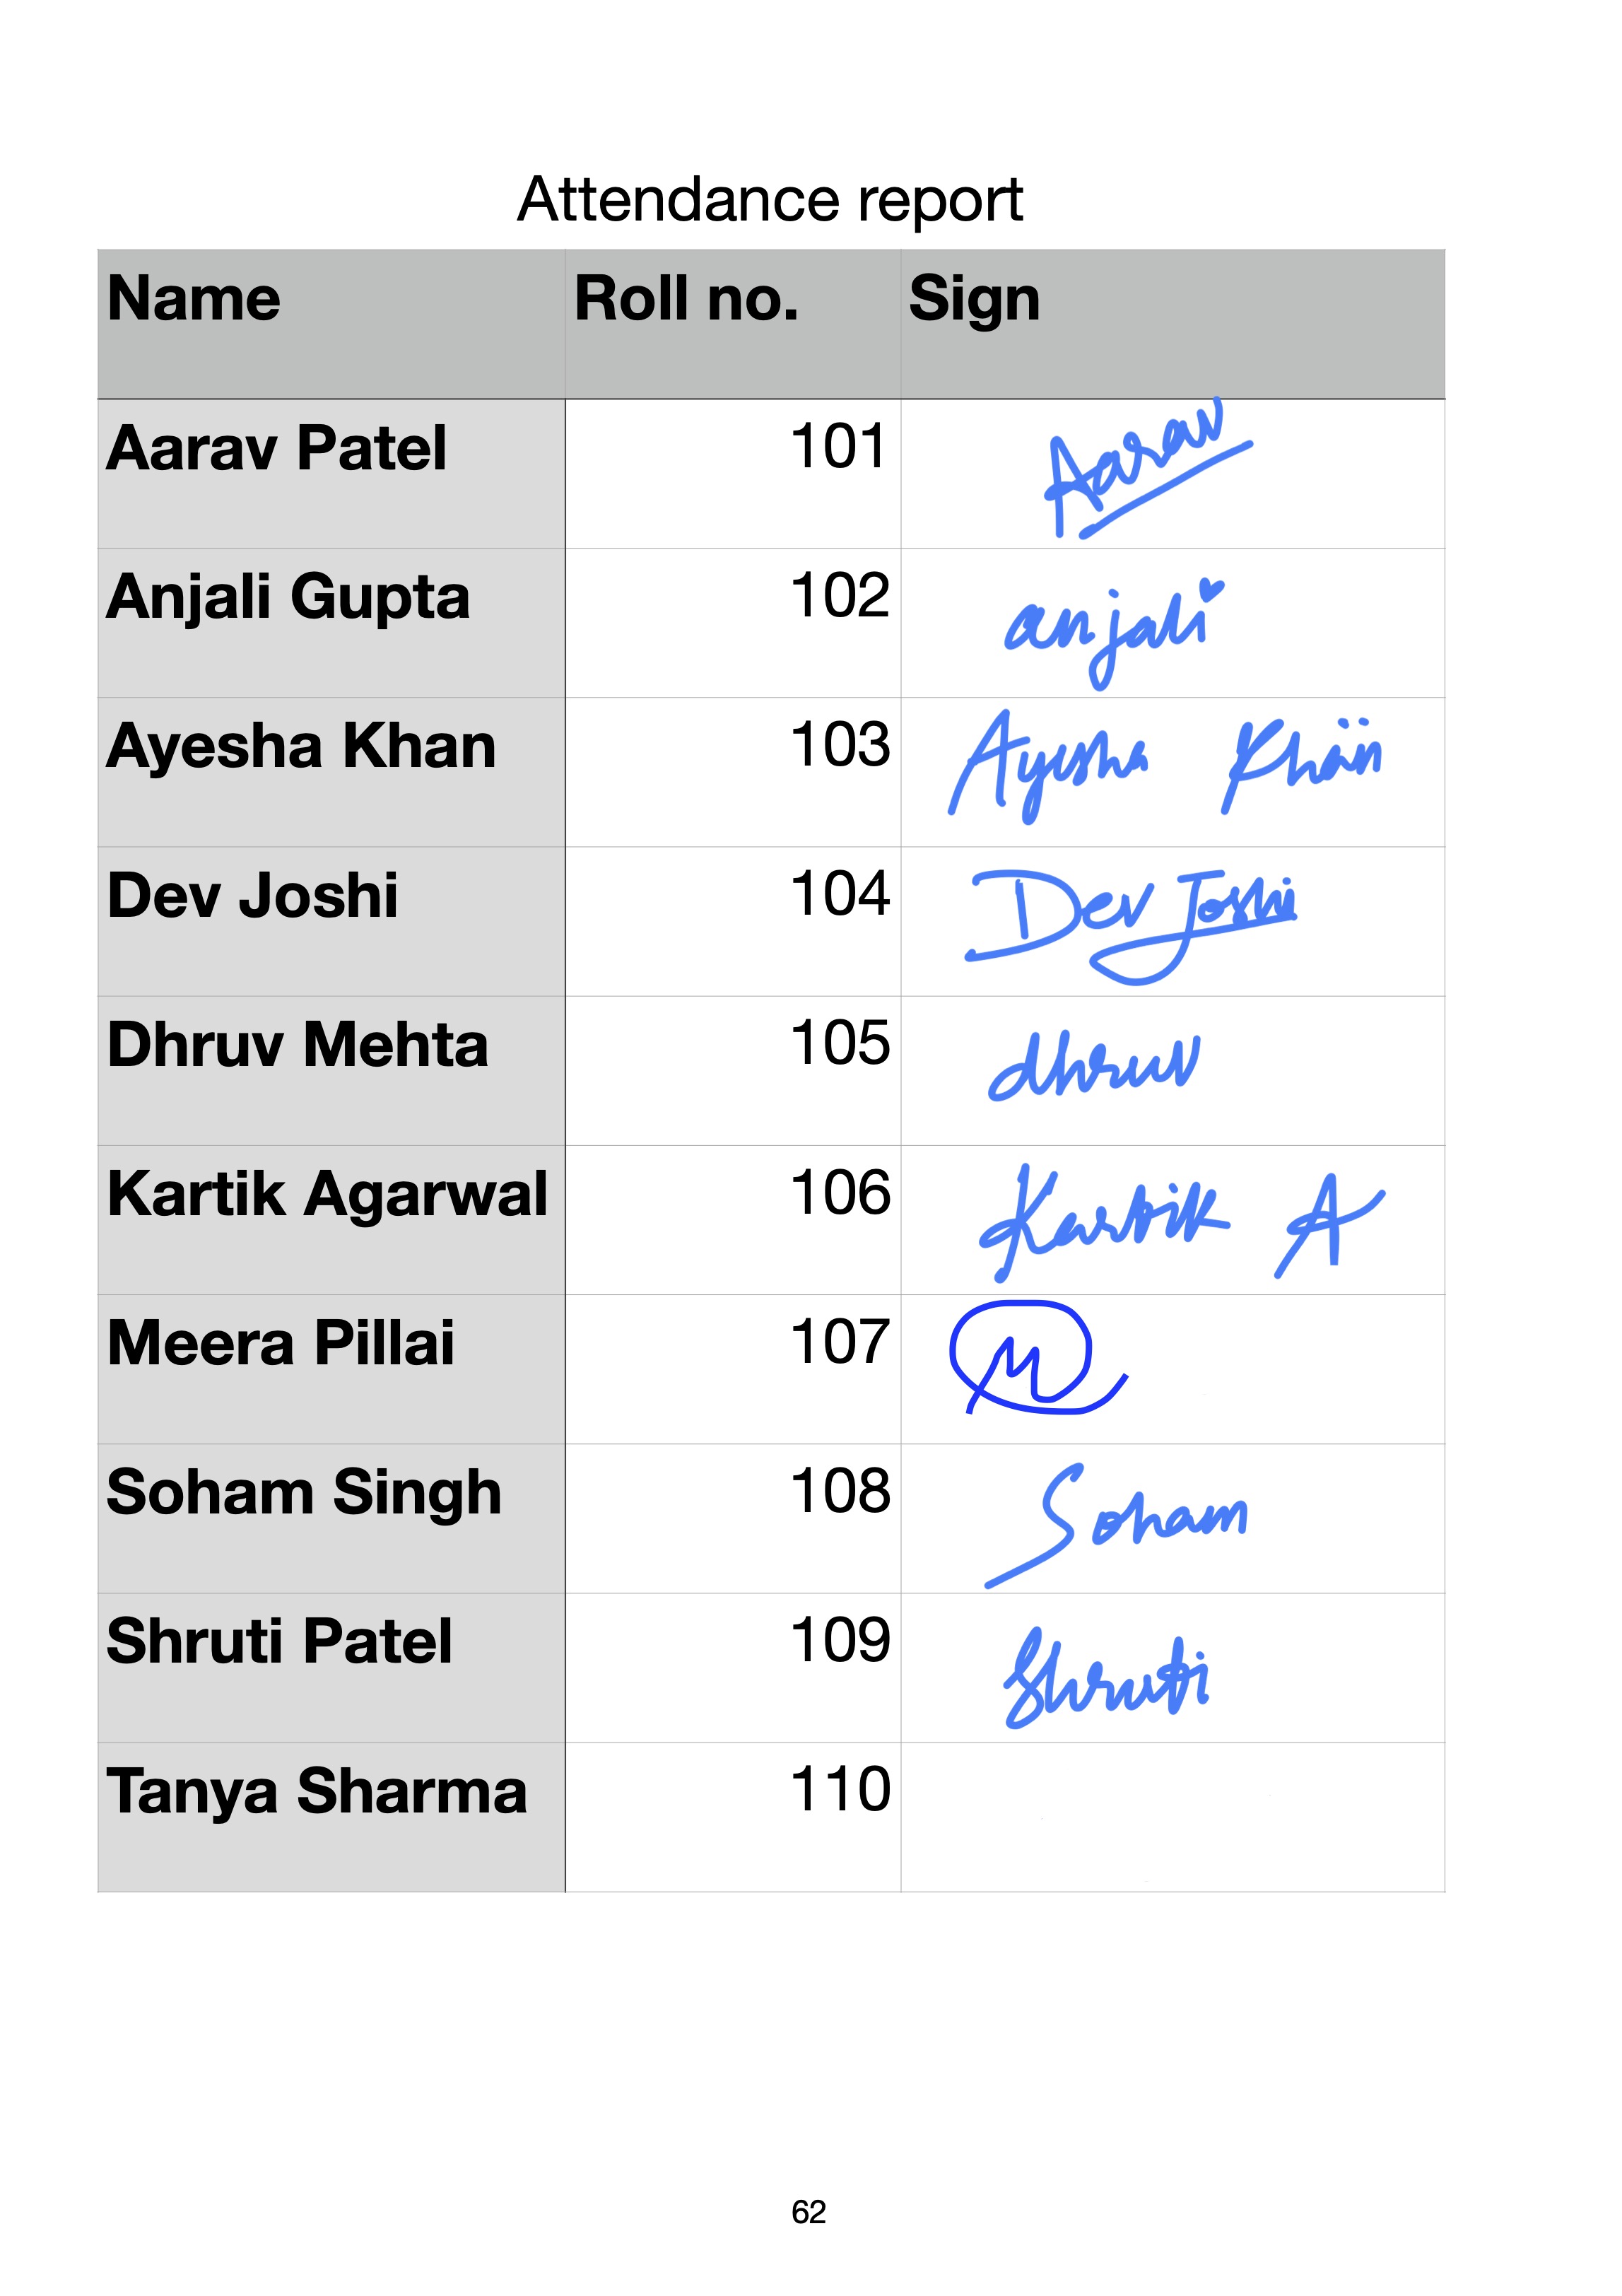 Attendance report
Name Roll no. Sign
Aarav Patel 101 Aarav
Anjali Gupta 102 anjali
Ayesha Khan 103 Ayesha Khan
Dev Joshi 104 Dev Joshi
Dhruv Mehta 105 dhruv
Kartik Agarwal 106 Kartik A
Meera Pillai 107 M
Soham Singh 108 Soham
Shruti Patel 109 Shruti
Tanya Sharma 110
62